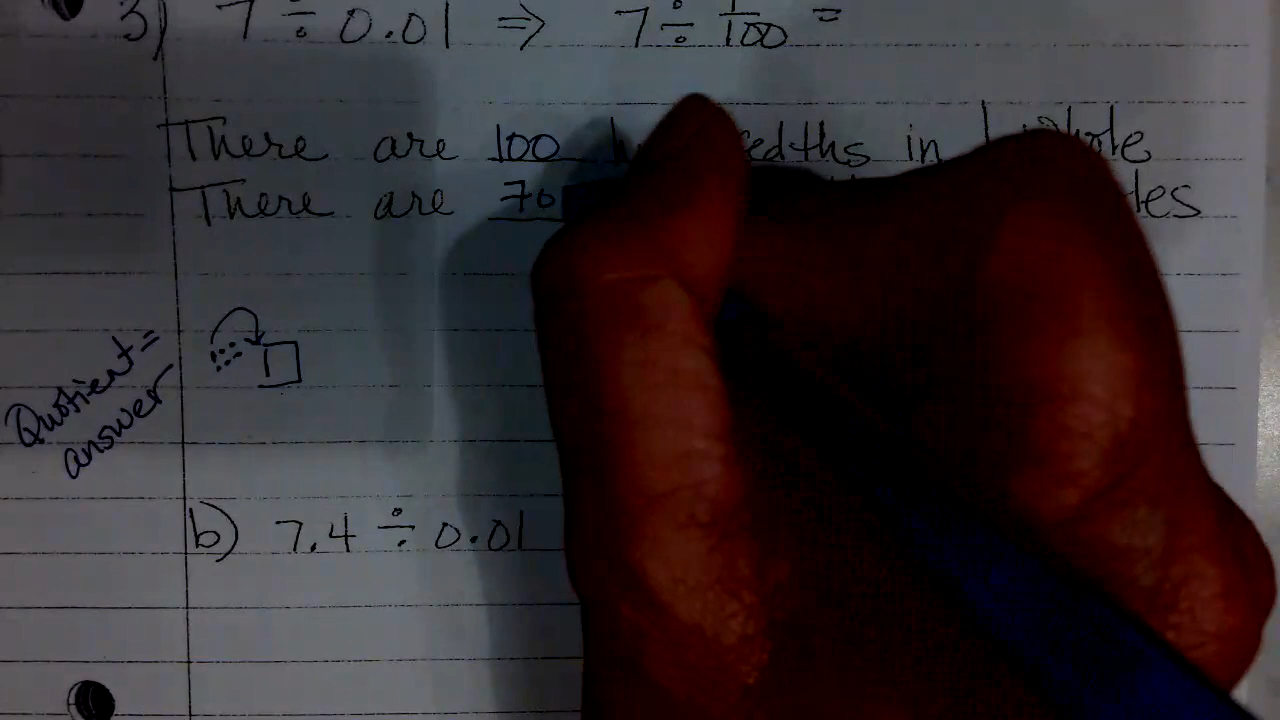 3) 7 ÷ 0.01 ⇒ 7 ÷ 1/100 =
There are 100 in 1 whole
There are 70
Quotient =
answer
b) 7.4 ÷ 0.01